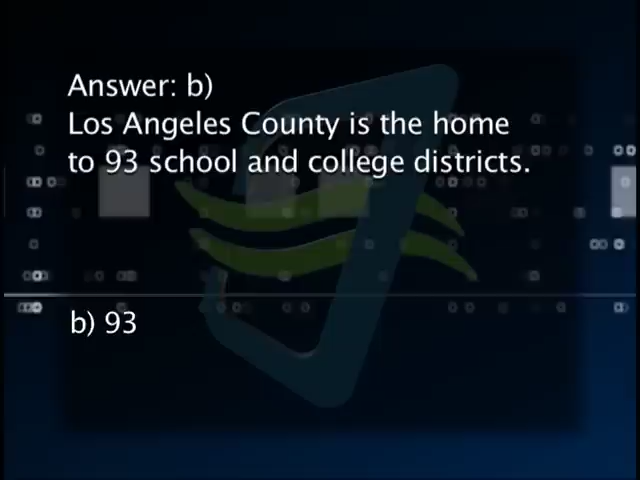 Answer: b)
Los Angeles County is the home
to 93 school and college districts.
b) 93